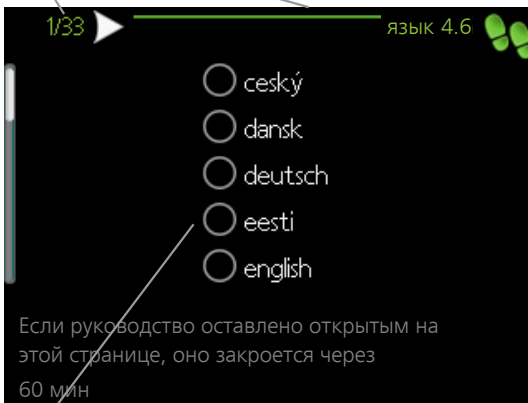 1/33
язык 4.6
ceský
dansk
deutsch
eesti
english
Если руководство оставлено открытым на
этой странице, оно закроется через
60 мин